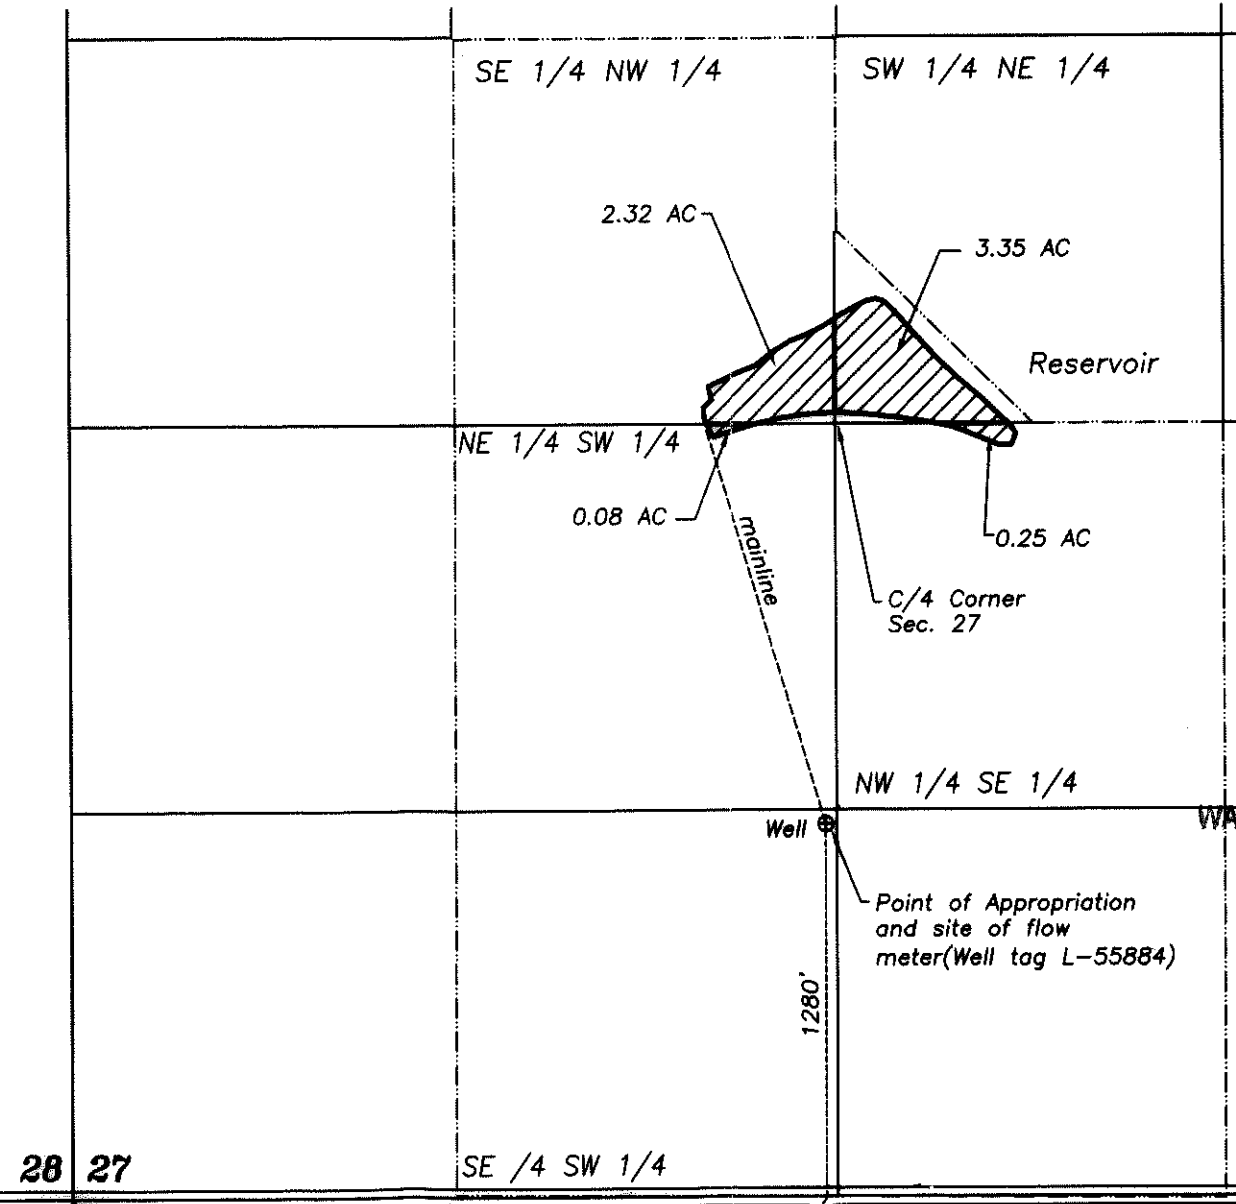 SE 1/4 NW 1/4
SW 1/4 NE 1/4
2.32 AC
3.35 AC
Reservoir
NE 1/4 SW 1/4
0.08 AC
mainline
0.25 AC
C/4 Corner
Sec. 27
NW 1/4 SE 1/4
Well
WA
Point of Appropriation
and site of flow
meter(Well tag L-55884)
1280'
28 27
SE /4 SW 1/4